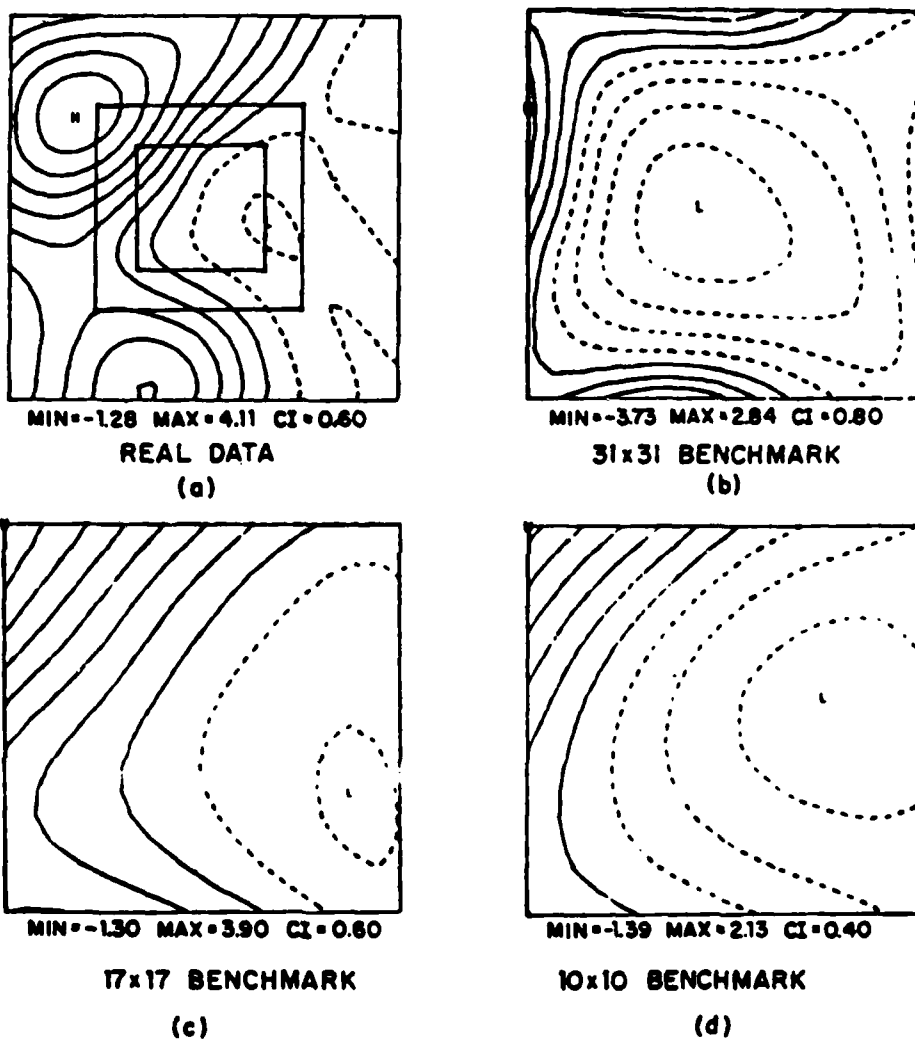 H
L
MIN=-1.28 MAX=4.11 CI=0.60
REAL DATA
(a)
MIN=-3.73 MAX=2.84 CI=0.80
31x31 BENCHMARK
(b)
L
L
MIN=-1.30 MAX=3.90 CI=0.60
17x17 BENCHMARK
(c)
MIN=-1.39 MAX=2.13 CI=0.40
10x10 BENCHMARK
(d)